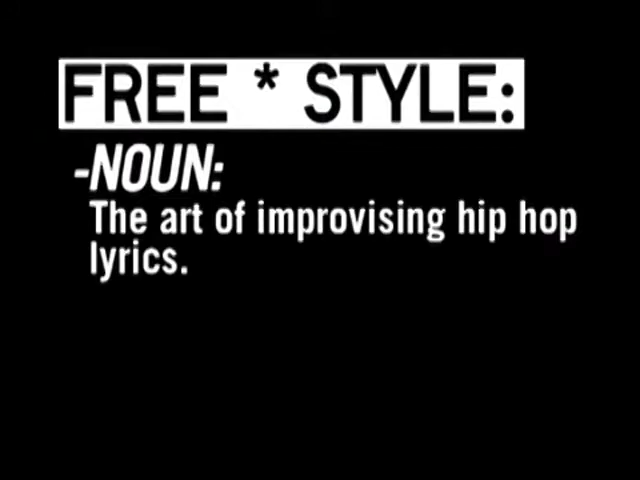 FREE * STYLE:
-NOUN:
The art of improvising hip hop
lyrics.